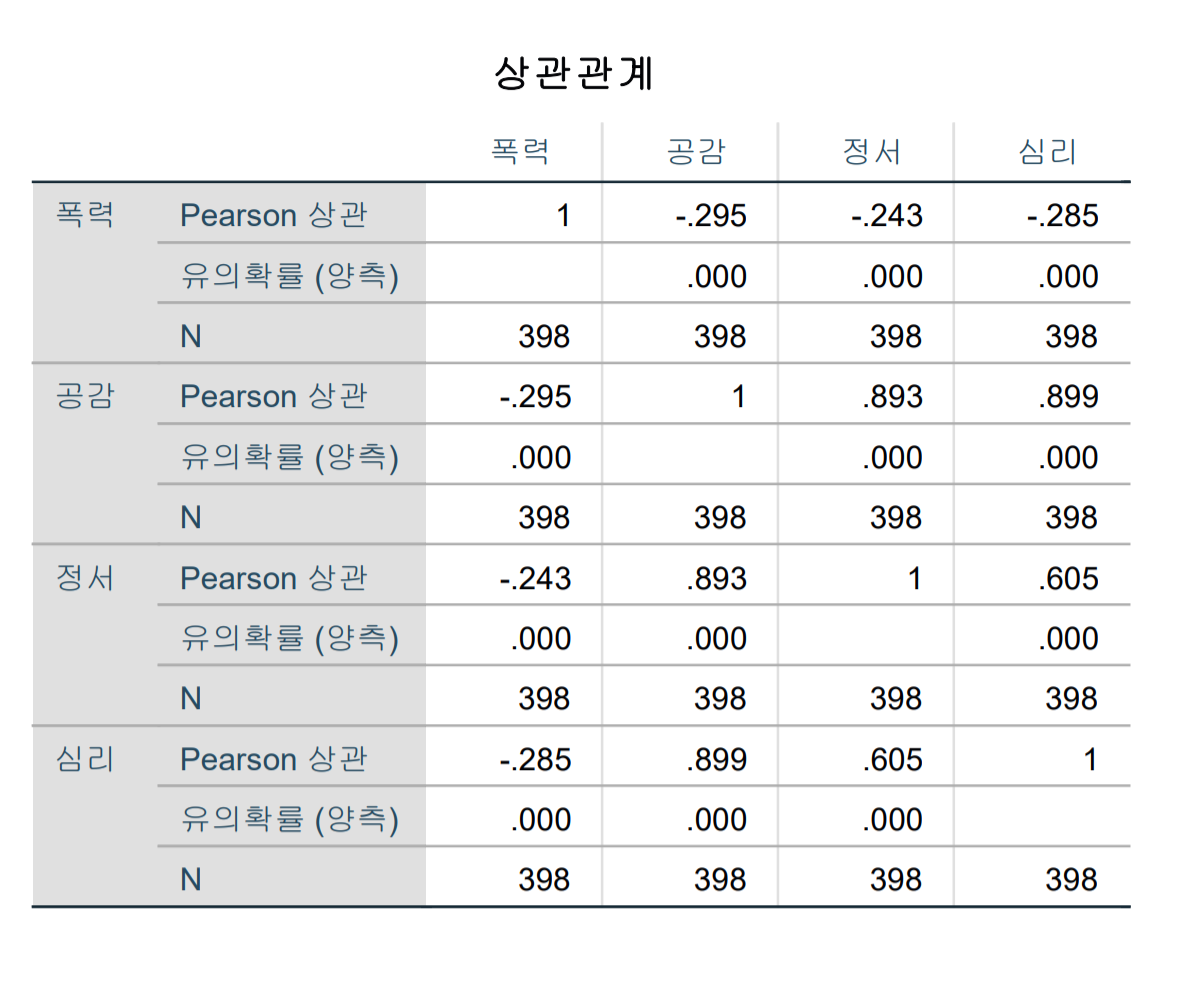 상관관계
폭력 공감 정서 심리
폭력 Pearson 상관 1 -.295 -.243 -.285
유의확률 (양측) .000 .000 .000
N 398 398 398 398
공감 Pearson 상관 -.295 1 .893 .899
유의확률 (양측) .000 .000 .000
N 398 398 398 398
정서 Pearson 상관 -.243 .893 1 .605
유의확률 (양측) .000 .000 .000
N 398 398 398 398
심리 Pearson 상관 -.285 .899 .605 1
유의확률 (양측) .000 .000 .000
N 398 398 398 398